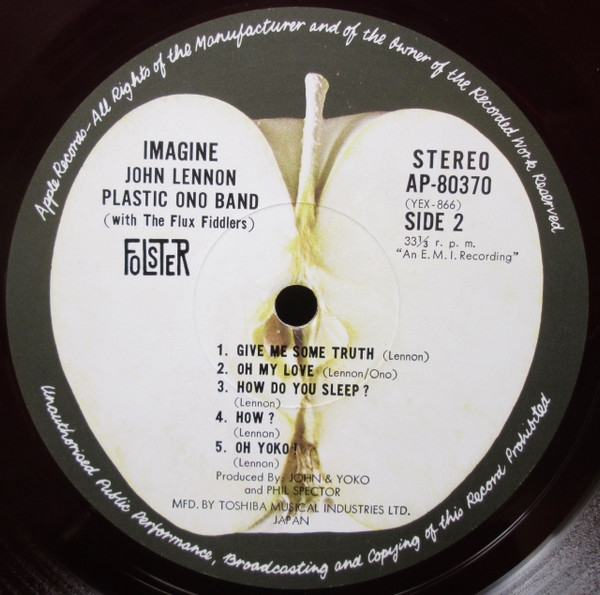 Apple Records-All Rights of the Manufacturer and of the Owner of the Recorded Work Reserved
IMAGINE
JOHN LENNON
PLASTIC ONO BAND
(with The Flux Fiddlers)
FOLSTER
STEREO
AP-80370
(YEX-866)
SIDE 2
33⅓ r. p. m.
"An E. M. I. Recording"
1. GIVE ME SOME TRUTH (Lennon)
2. OH MY LOVE (Lennon/Ono)
3. HOW DO YOU SLEEP?
(Lennon)
4. HOW?
(Lennon)
5. OH YOKO!
(Lennon)
Produced By: JOHN & YOKO
and PHIL SPECTOR
MFD. BY TOSHIBA MUSICAL INDUSTRIES LTD.
JAPAN
Unauthorised Public Performance, Broadcasting and Copying of this Record Prohibited